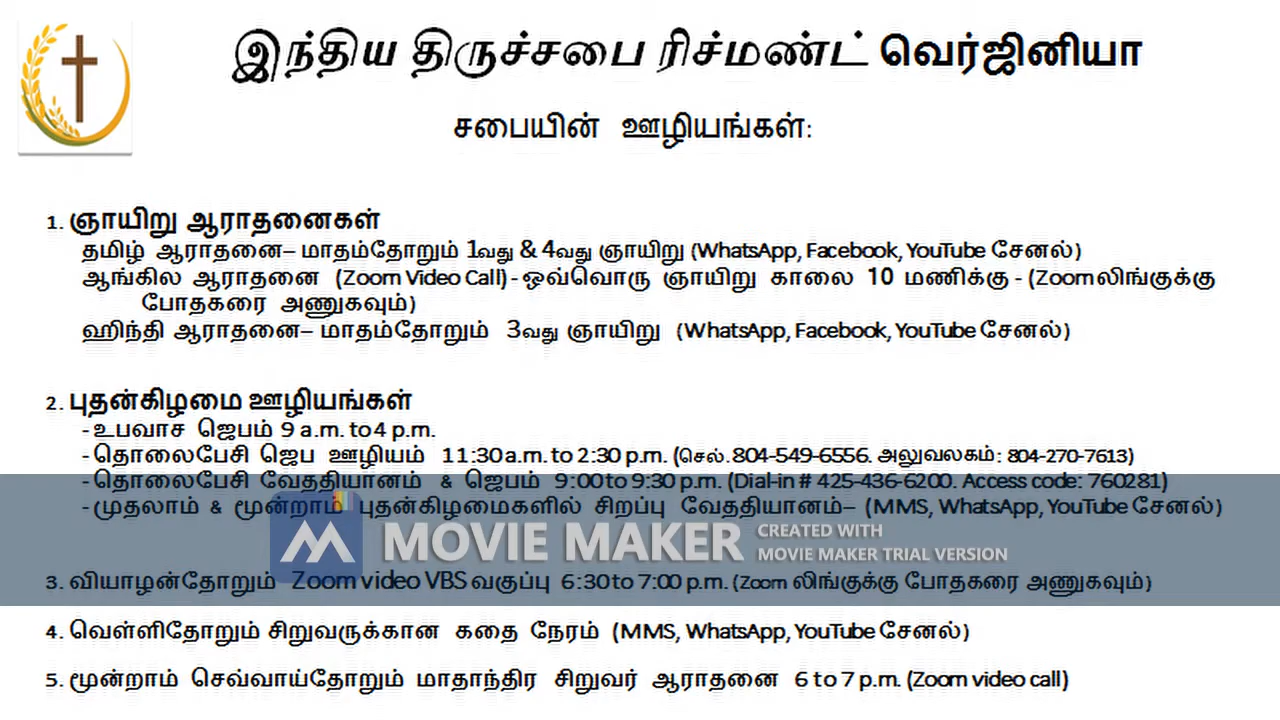 இந்திய திருச்சபை ரிச்மண்ட் வெர்ஜினியா
சபையின் ஊழியங்கள்:
1. ஞாயிறு ஆராதனைகள்
தமிழ் ஆராதனை– மாதம்தோறும் 1வது & 4வது ஞாயிறு (WhatsApp, Facebook, YouTube சேனல்)
ஆங்கில ஆராதனை (Zoom Video Call) - ஒவ்வொரு ஞாயிறு காலை 10 மணிக்கு - (Zoom லிங்குக்கு
போதகரை அணுகவும்)
ஹிந்தி ஆராதனை– மாதம்தோறும் 3வது ஞாயிறு (WhatsApp, Facebook, YouTube சேனல்)
2. புதன்கிழமை ஊழியங்கள்
- உபவாச ஜெபம் 9 a.m. to 4 p.m.
- தொலைபேசி ஜெப ஊழியம் 11:30 a.m. to 2:30 p.m. (செல். 804-549-6556. அலுவலகம்: 804-270-7613)
- தொலைபேசி வேததியானம் & ஜெபம் 9:00 to 9:30 p.m. (Dial-in # 425-436-6200. Access code: 760281)
- முதலாம் & மூன்றாம் புதன்கிழமைகளில் சிறப்பு வேததியானம்– (MMS, WhatsApp, YouTube சேனல்)
MOVIE MAKER
CREATED WITH
MOVIE MAKER TRIAL VERSION
3. வியாழன்தோறும் Zoom video VBS வகுப்பு 6:30 to 7:00 p.m. (Zoom லிங்குக்கு போதகரை அணுகவும்)
4. வெள்ளிதோறும் சிறுவருக்கான கதை நேரம் (MMS, WhatsApp, YouTube சேனல்)
5. மூன்றாம் செவ்வாய்தோறும் மாதாந்திர சிறுவர் ஆராதனை 6 to 7 p.m. (Zoom video call)